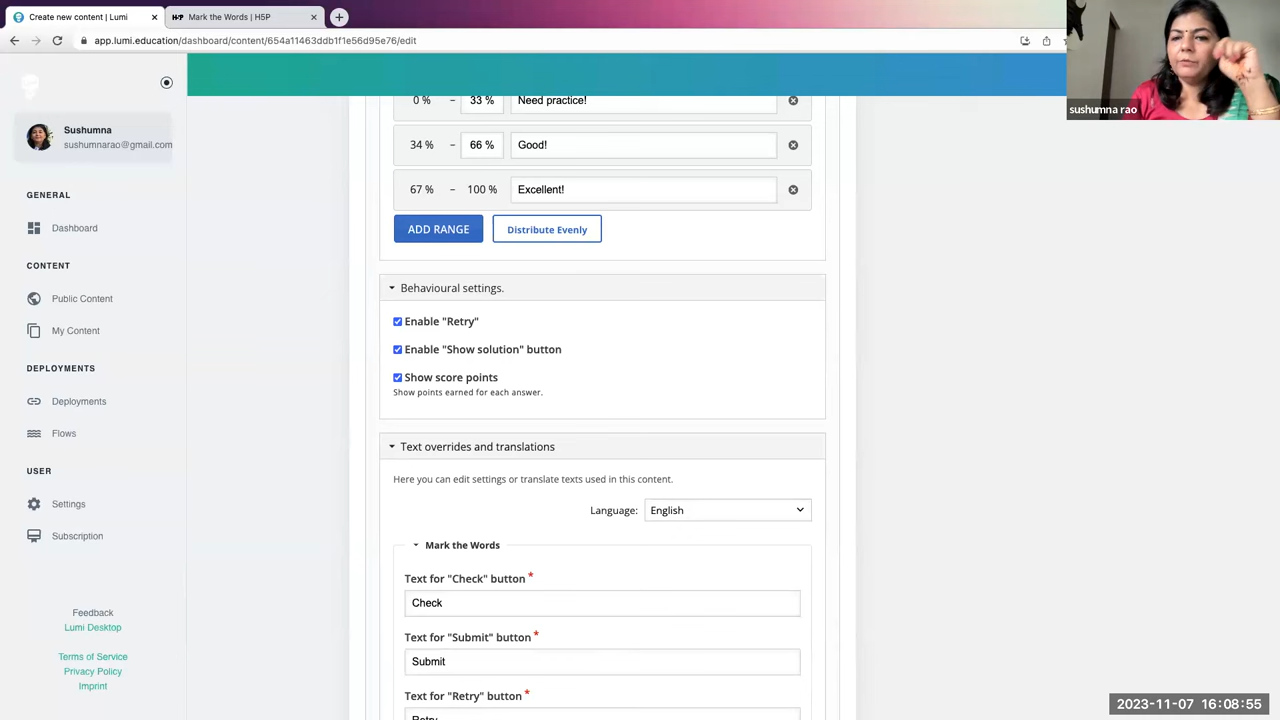 Create new content | Lumi
Mark the Words | H5P
app.lumi.education/dashboard/content/654a11463ddb1f1e56d95e76/edit
sushumna rao
Sushumna
sushumnarao@gmail.com
GENERAL
Dashboard
CONTENT
Public Content
My Content
DEPLOYMENTS
Deployments
Flows
USER
Settings
Subscription
Feedback
Lumi Desktop
Terms of Service
Privacy Policy
Imprint
0 % – 33 % Need practice!
34 % – 66 % Good!
67 % – 100 % Excellent!
ADD RANGE Distribute Evenly
Behavioural settings.
Enable "Retry"
Enable "Show solution" button
Show score points
Show points earned for each answer.
Text overrides and translations
Here you can edit settings or translate texts used in this content.
Language: English
Mark the Words
Text for "Check" button *
Check
Text for "Submit" button *
Submit
Text for "Retry" button *
Retry
2023-11-07 16:08:55